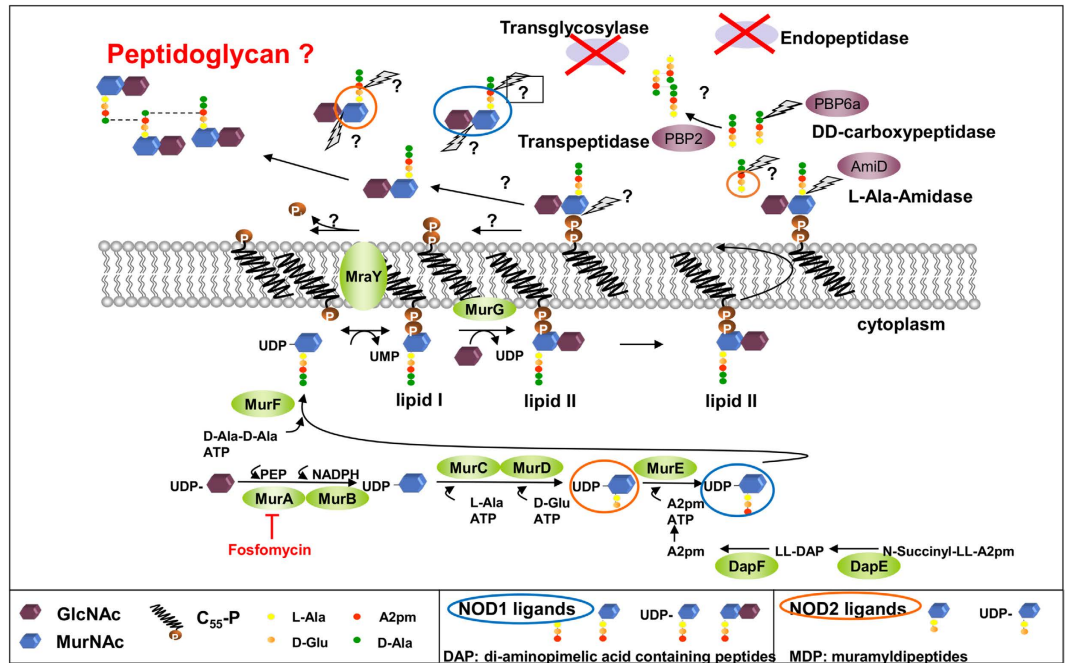 Transglycosylase
Endopeptidase
Peptidoglycan ?
?
?
?
?
?
PBP6a
DD-carboxypeptidase
Transpeptidase
PBP2
?
AmiD
L-Ala-Amidase
?
?
P
?
?
P
P
P
P
P
P
P
MraY
MurG
cytoplasm
P
P
P
P
P
P
P
UDP
UMP
UDP
lipid I
lipid II
lipid II
MurF
D-Ala-D-Ala
ATP
UDP-
PEP
NADPH
MurA
MurB
UDP
MurC
MurD
L-Ala
ATP
D-Glu
ATP
UDP
MurE
A2pm
ATP
UDP
Fosfomycin
A2pm
LL-DAP
N-Succinyl-LL-A2pm
DapF
DapE
GlcNAc
MurNAc
P
C55-P
L-Ala
D-Glu
A2pm
D-Ala
NOD1 ligands
UDP-
DAP: di-aminopimelic acid containing peptides
NOD2 ligands
UDP-
MDP: muramyldipeptides